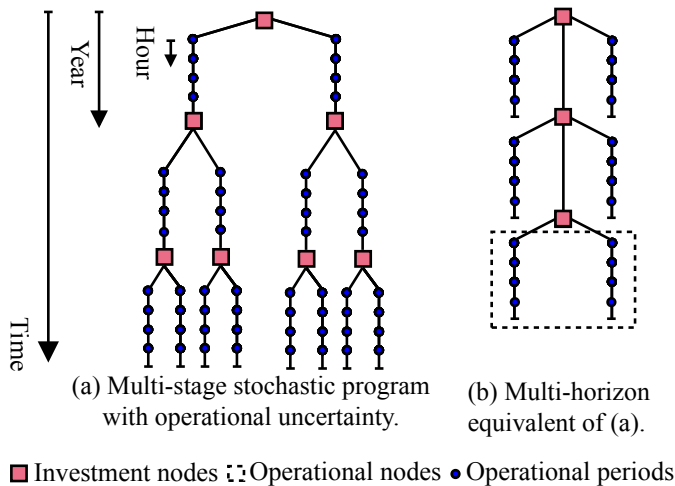 Time
Year
Hour
(a) Multi-stage stochastic program
with operational uncertainty.
(b) Multi-horizon
equivalent of (a).
Investment nodes Operational nodes Operational periods